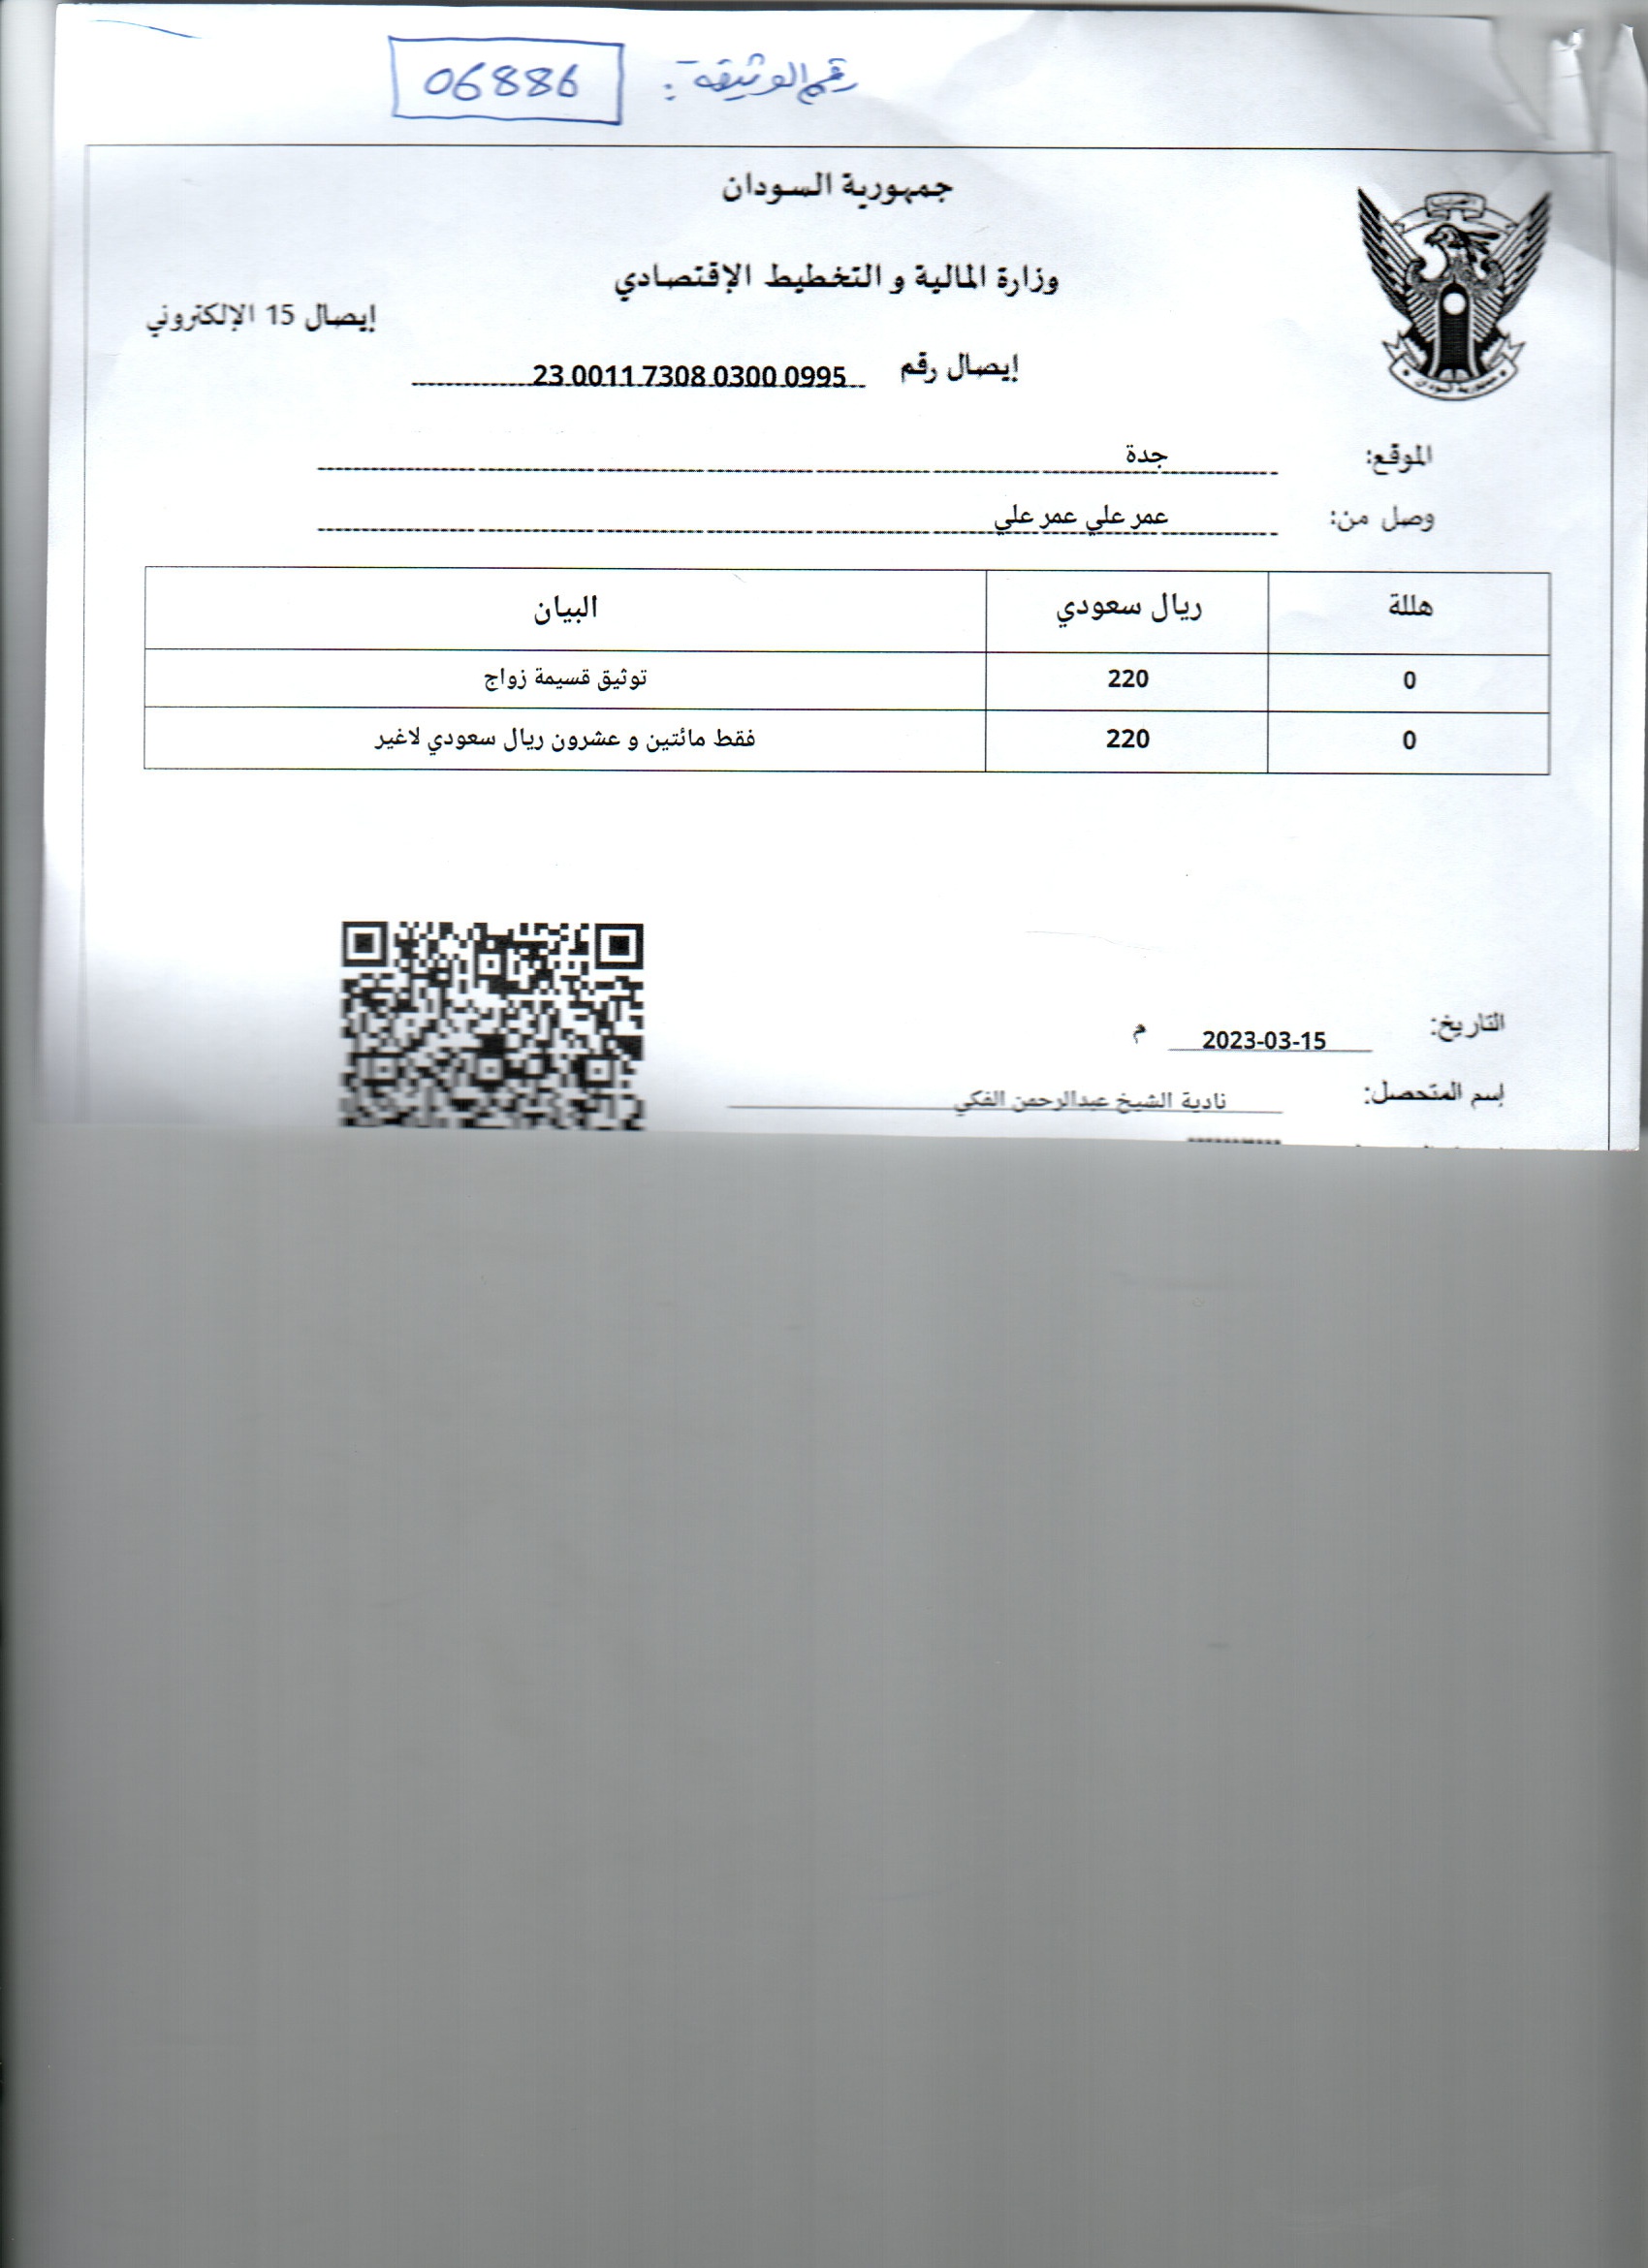 رقم الوثيقة: 06886
جمهورية السودان
وزارة المالية و التخطيط الإقتصادي
إيصال 15 الإلكتروني
إيصال رقم 23 0011 7308 0300 0995
الموقع: جدة
وصل من: عمر علي عمر علي
هللة ريال سعودي البيان
0 220 توثيق قسيمة زواج
0 220 فقط مائتين و عشرون ريال سعودي لاغير
التاريخ: 2023-03-15 م
إسم المتحصل: نادية الشيخ عبدالرحمن الفكي